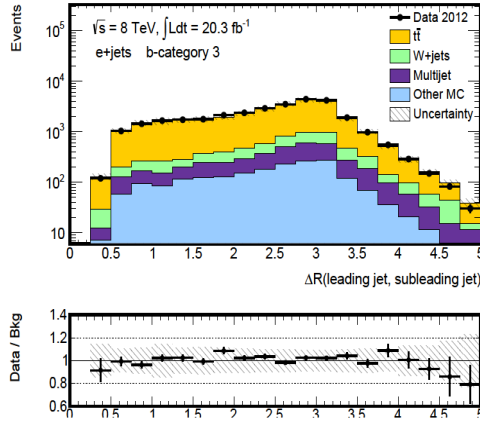 Events
10⁵
10⁴
10³
10²
10
√s = 8 TeV, ∫Ldt = 20.3 fb⁻¹
e+jets b-category 3
Data 2012
tt̄
W+jets
Multijet
Other MC
Uncertainty
0 0.5 1 1.5 2 2.5 3 3.5 4 4.5 5
ΔR(leading jet, subleading jet)
Data / Bkg
1.4
1.2
1
0.8
0.6
0 0.5 1 1.5 2 2.5 3 3.5 4 4.5 5